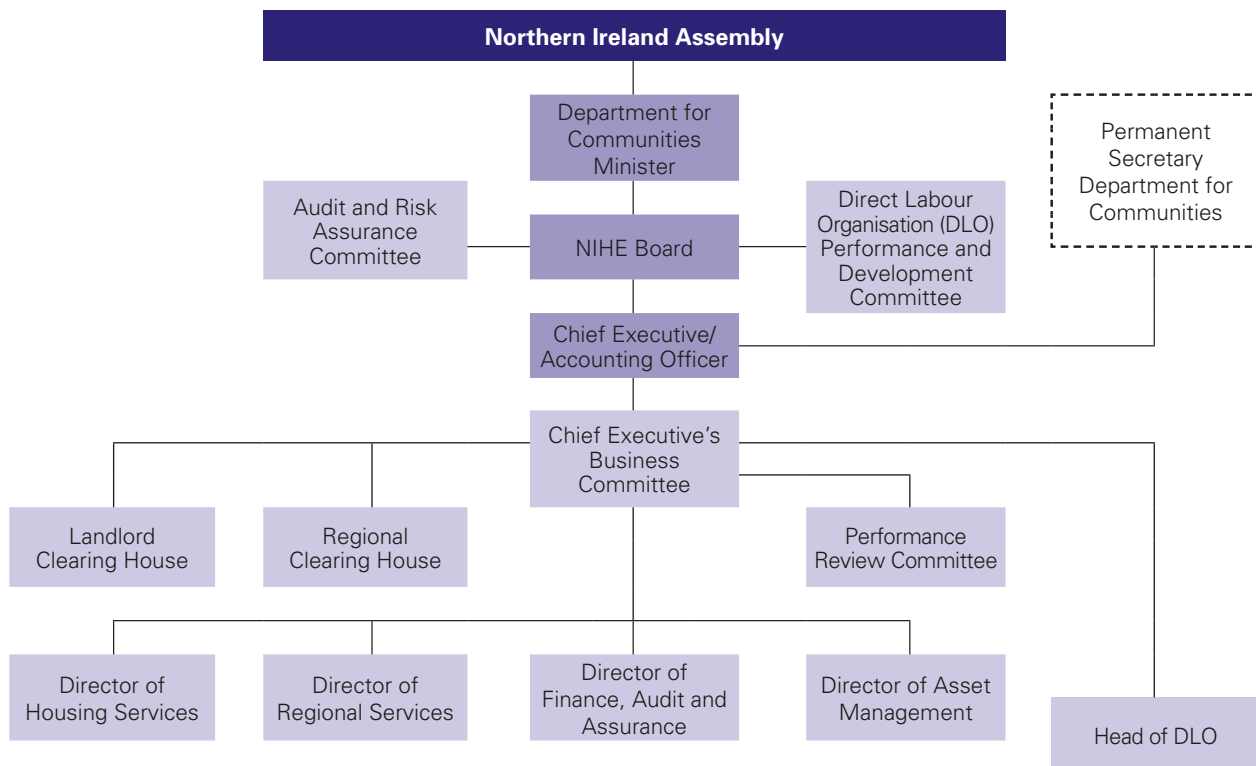 Northern Ireland Assembly
Department for
Communities
Minister
Permanent
Secretary
Department for
Communities
Audit and Risk
Assurance
Committee
NIHE Board
Direct Labour
Organisation (DLO)
Performance and
Development
Committee
Chief Executive/
Accounting Officer
Chief Executive’s
Business
Committee
Landlord
Clearing House
Regional
Clearing House
Performance
Review Committee
Director of
Housing Services
Director of
Regional Services
Director of
Finance, Audit and
Assurance
Director of Asset
Management
Head of DLO